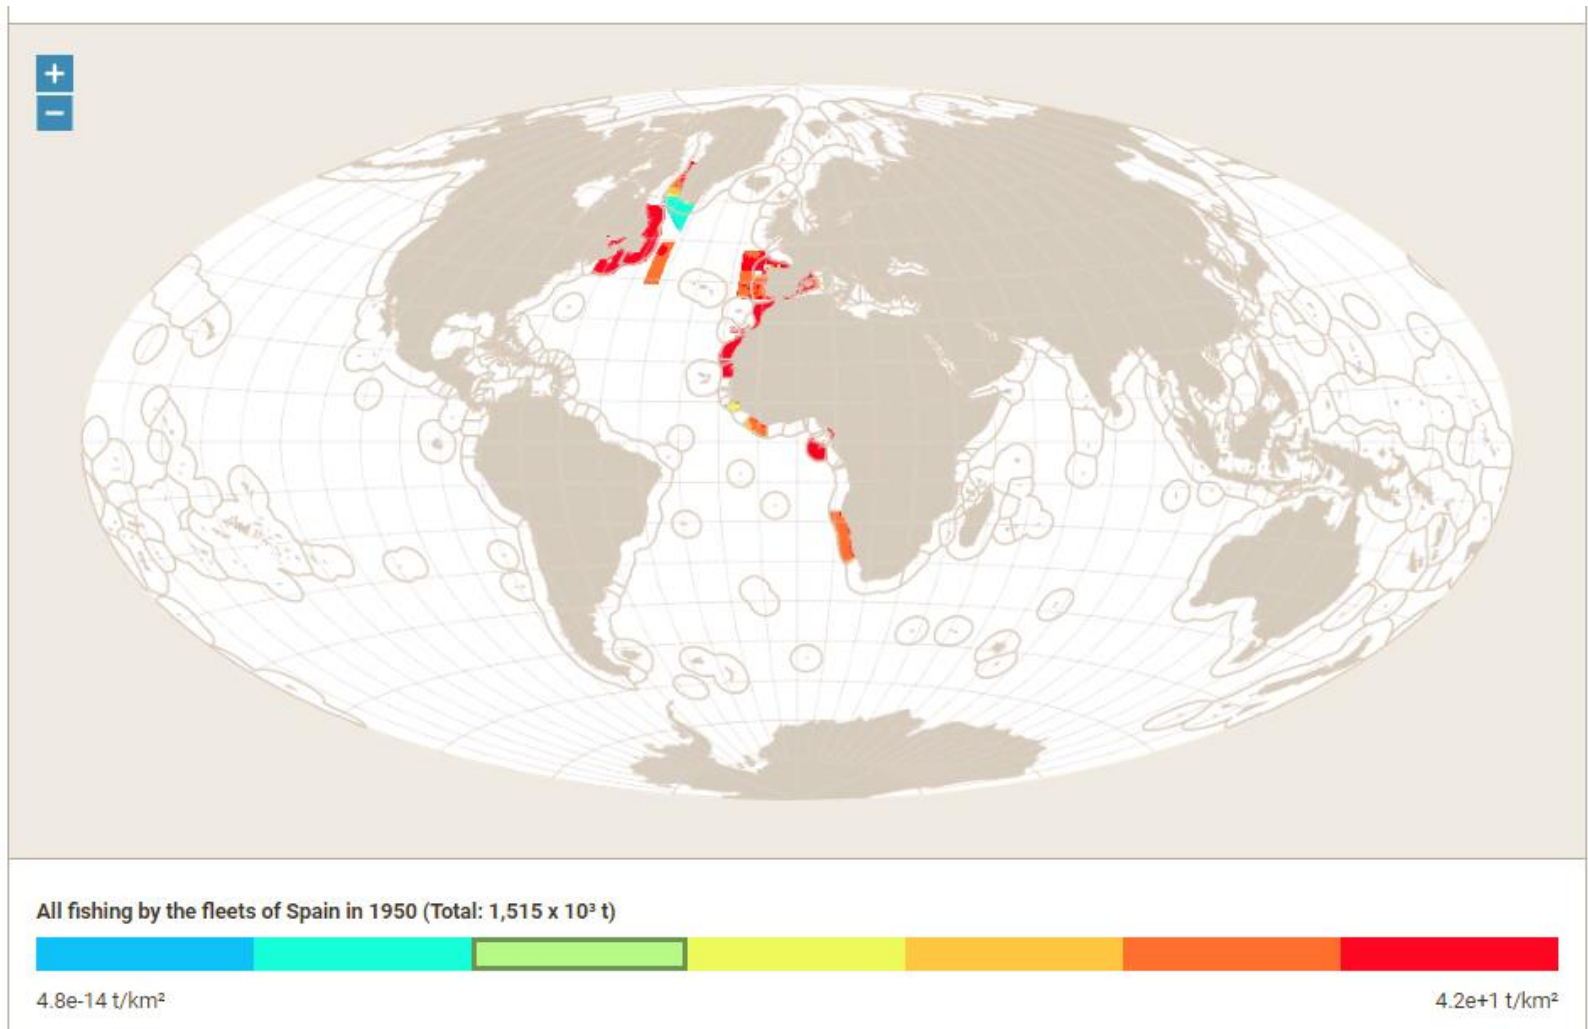 +
−
All fishing by the fleets of Spain in 1950 (Total: 1,515 x 10³ t)
4.8e-14 t/km²
4.2e+1 t/km²